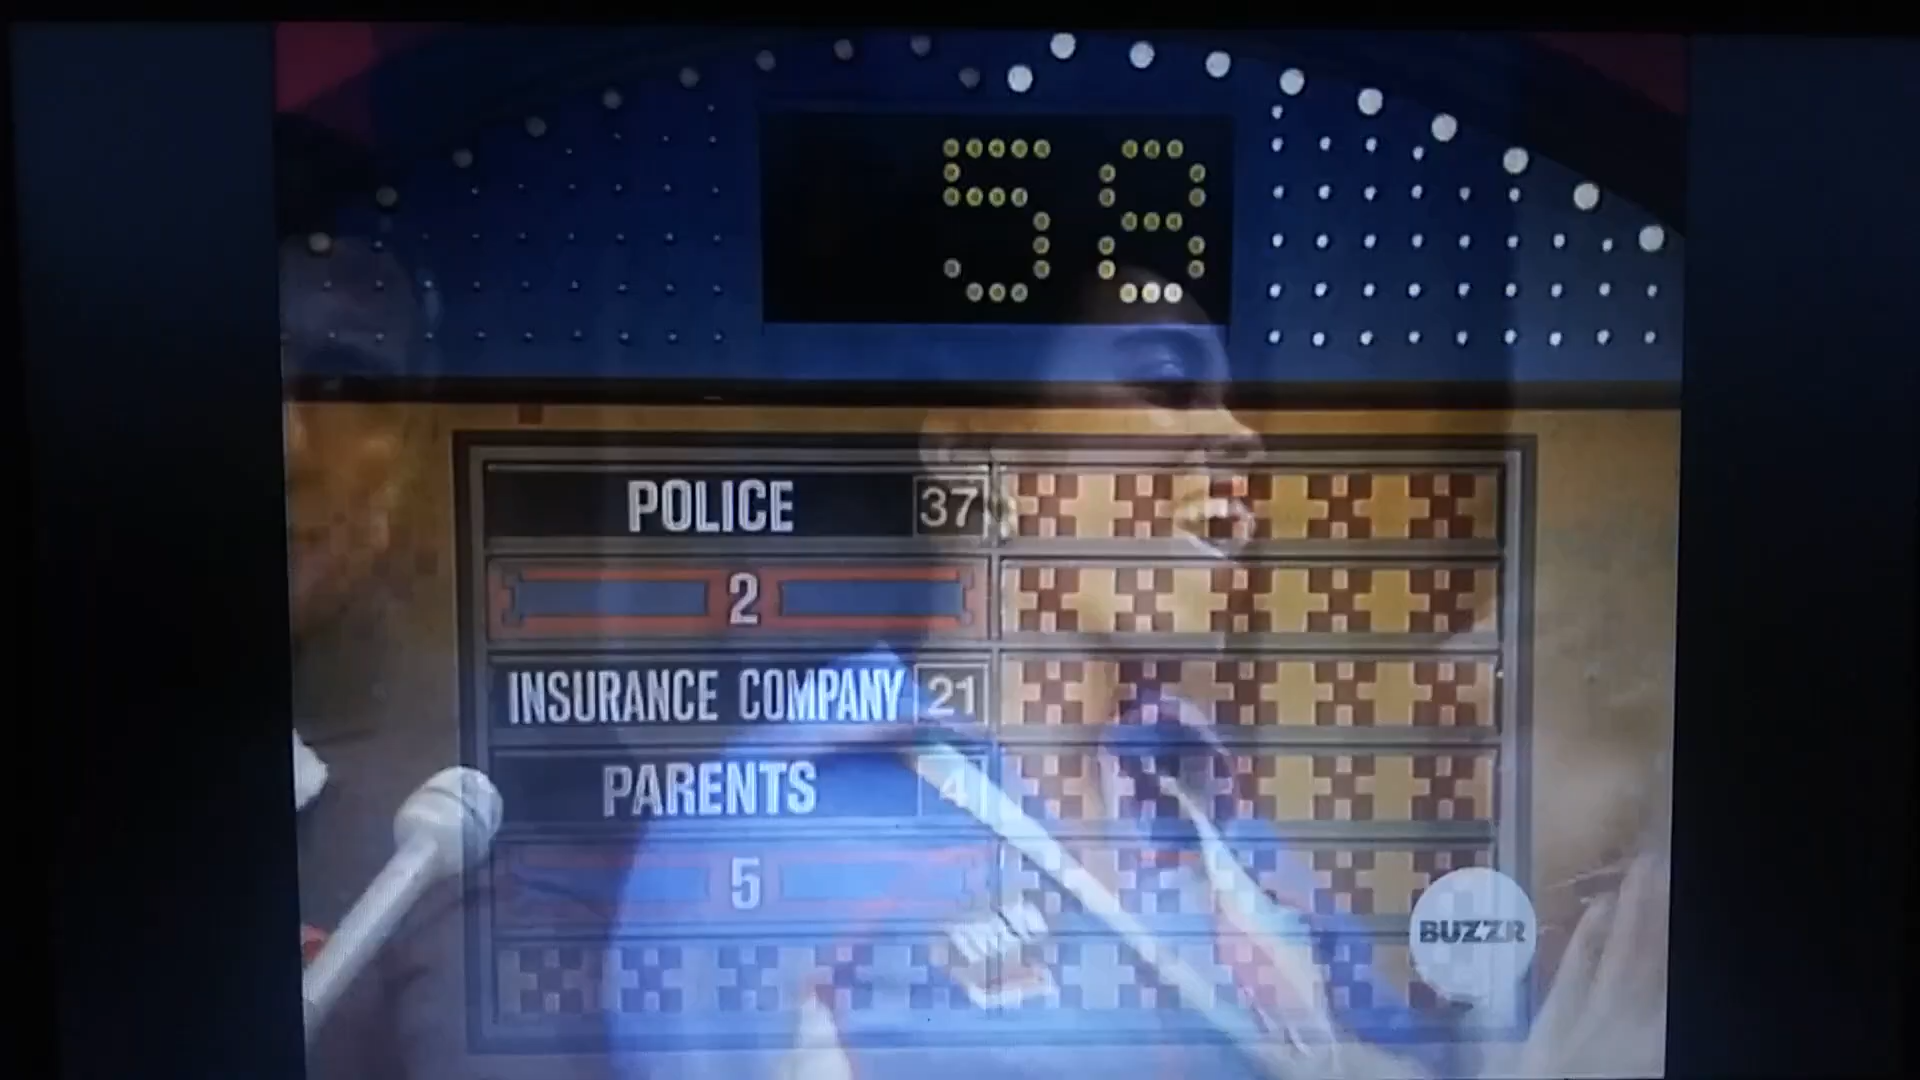 58
POLICE 37
2
INSURANCE COMPANY 21
PARENTS 4
5
BUZZR